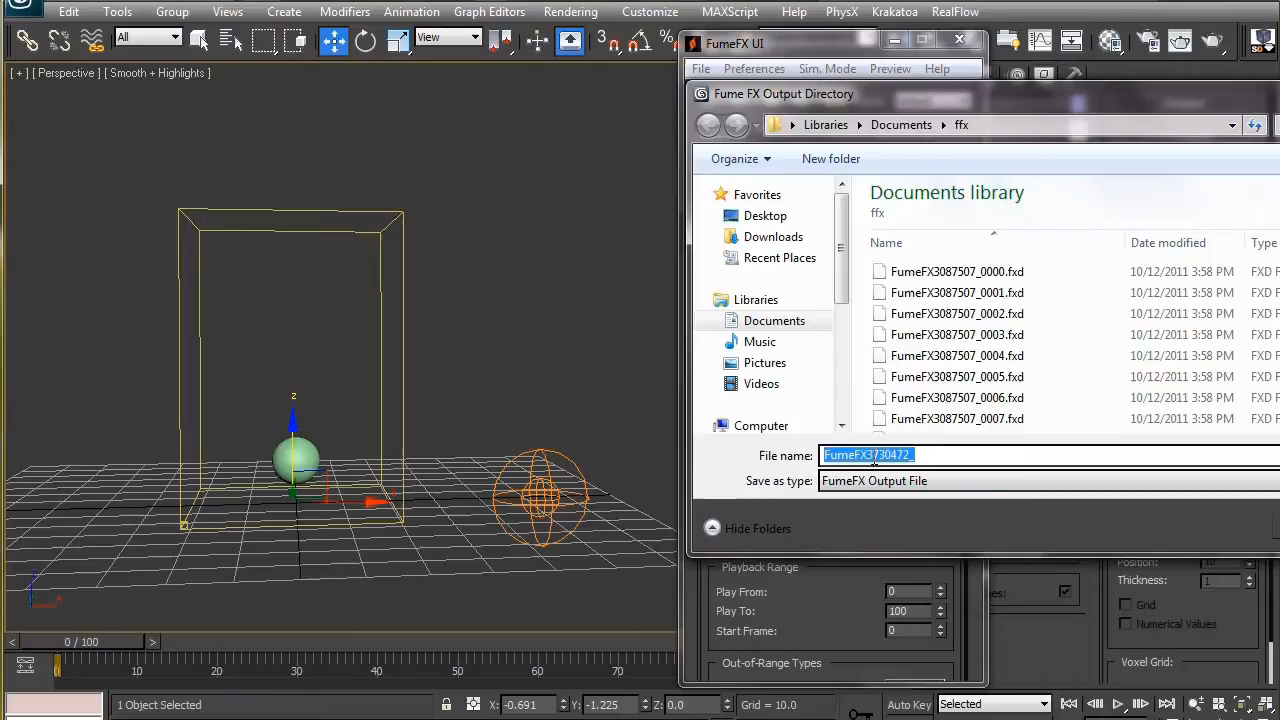 Edit Tools Group Views Create Modifiers Animation Graph Editors Rendering Customize MAXScript Help PhysX Krakatoa RealFlow
All
View
3
%
FumeFX UI
File Preferences Sim. Mode Preview Help
[ + ] [ Perspective ] [ Smooth + Highlights ]
Fume FX Output Directory
Libraries Documents ffx
Organize New folder
Favorites
Desktop
Downloads
Recent Places
Libraries
Documents
Music
Pictures
Videos
Computer
Documents library
ffx
Name Date modified Type
FumeFX3087507_0000.fxd 10/12/2011 3:58 PM FXD F
FumeFX3087507_0001.fxd 10/12/2011 3:58 PM FXD F
FumeFX3087507_0002.fxd 10/12/2011 3:58 PM FXD F
FumeFX3087507_0003.fxd 10/12/2011 3:58 PM FXD F
FumeFX3087507_0004.fxd 10/12/2011 3:58 PM FXD F
FumeFX3087507_0005.fxd 10/12/2011 3:58 PM FXD F
FumeFX3087507_0006.fxd 10/12/2011 3:58 PM FXD F
FumeFX3087507_0007.fxd 10/12/2011 3:58 PM FXD F
File name: FumeFX3730472_
Save as type: FumeFX Output File
Hide Folders
z
Playback Range
Play From: 0
Play To: 100
Start Frame: 0
Out-of-Range Types
Position: 10
Thickness: 1
Grid
Numerical Values
Voxel Grid:
< 0 / 100 >
10 20 30 40 50 60 70
1 Object Selected X: -0.691 Y: -1.225 Z: 0.0 Grid = 10.0 Auto Key Selected